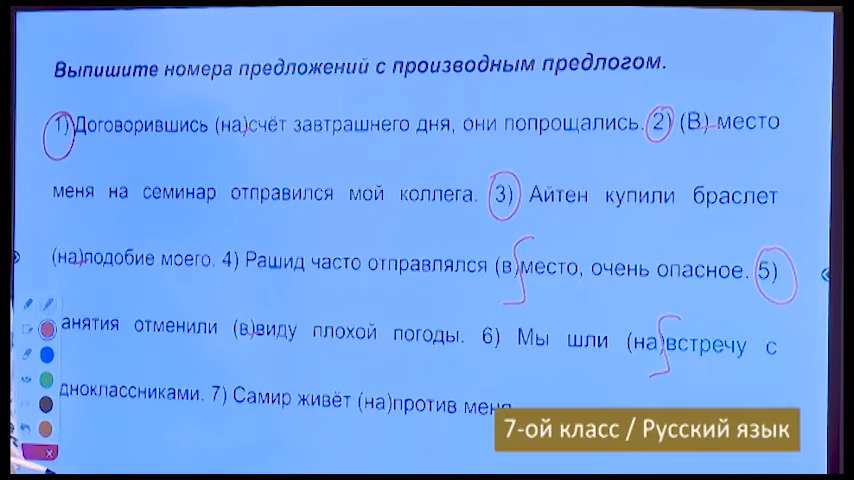 Выпишите номера предложений с производным предлогом.
1) Договорившись (на)счёт завтрашнего дня, они попрощались. 2) (В) место
меня на семинар отправился мой коллега. 3) Айтен купили браслет
(на)подобие моего. 4) Рашид часто отправлялся (в)место, очень опасное. 5)
анятия отменили (в)виду плохой погоды. 6) Мы шли (на)встречу с
дноклассниками. 7) Самир живёт (на)против меня
7-ой класс / Русский язык